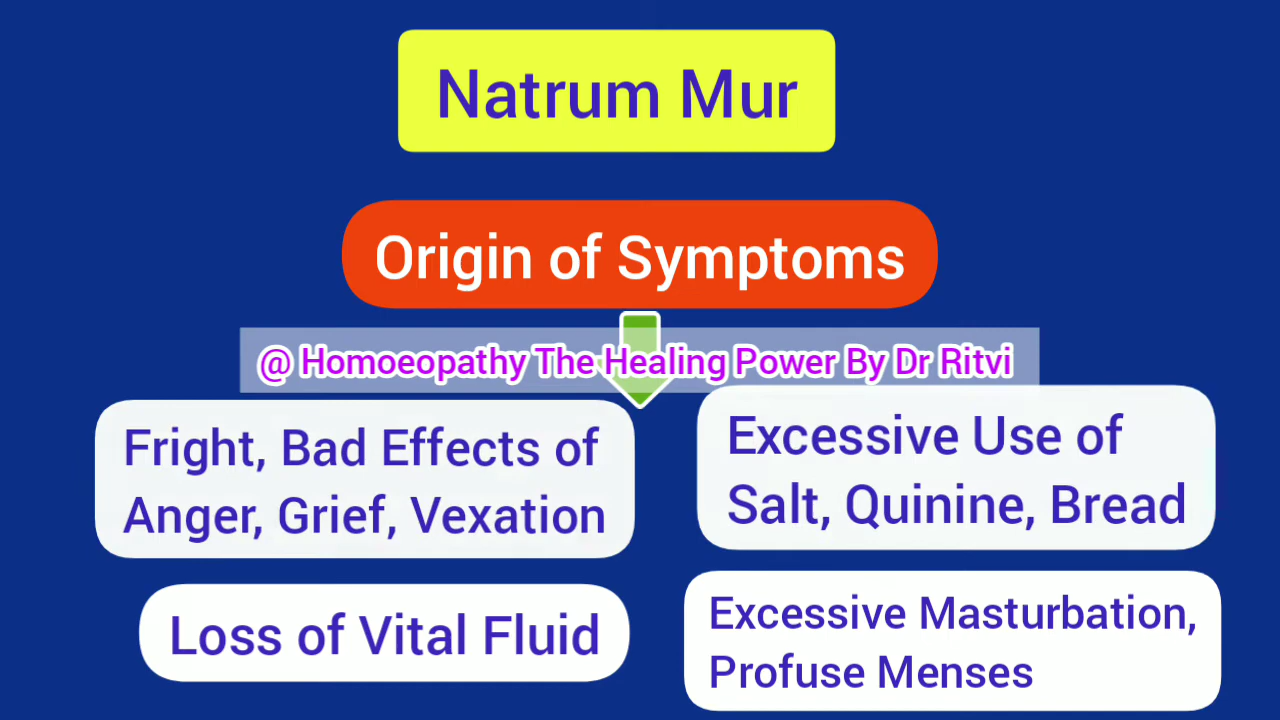 Natrum Mur
Origin of Symptoms
@ Homoeopathy The Healing Power By Dr Ritvi
Fright, Bad Effects of
Anger, Grief, Vexation
Excessive Use of
Salt, Quinine, Bread
Loss of Vital Fluid
Excessive Masturbation,
Profuse Menses